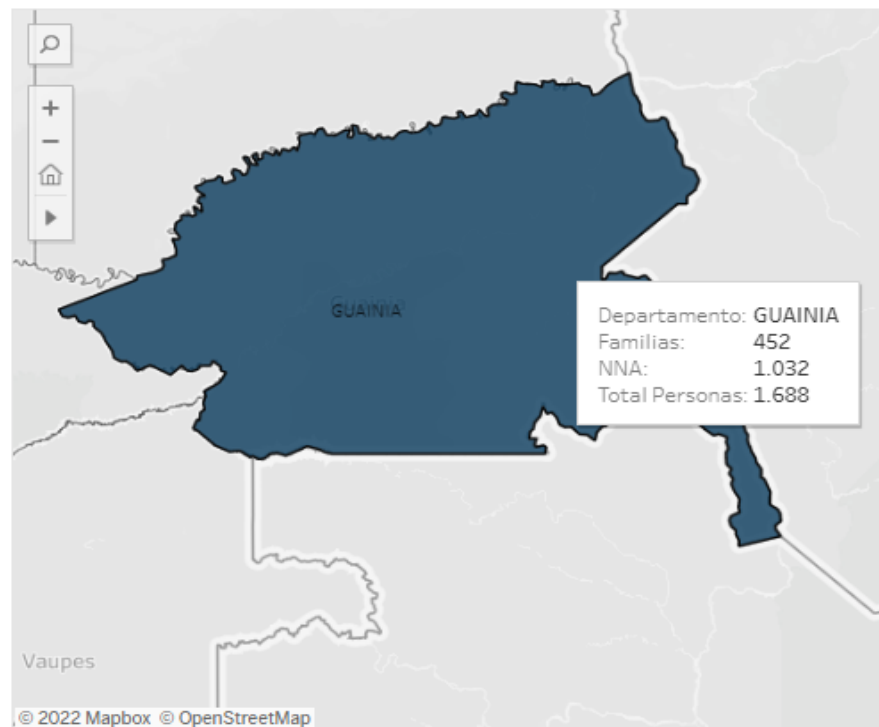 GUAINIA
Departamento: GUAINIA
Familias: 452
NNA: 1.032
Total Personas: 1.688
Vaupes
© 2022 Mapbox © OpenStreetMap